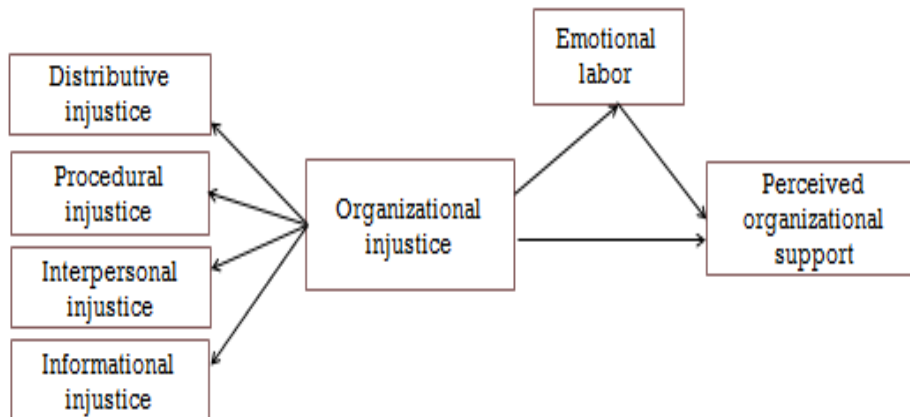 Emotional
labor
Distributive
injustice
Procedural
injustice
Interpersonal
injustice
Informational
injustice
Organizational
injustice
Perceived
organizational
support